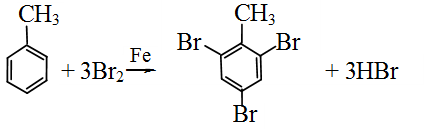 CH₃ CH₃
Br Br
Fe
+ 3Br₂ + 3HBr
Br